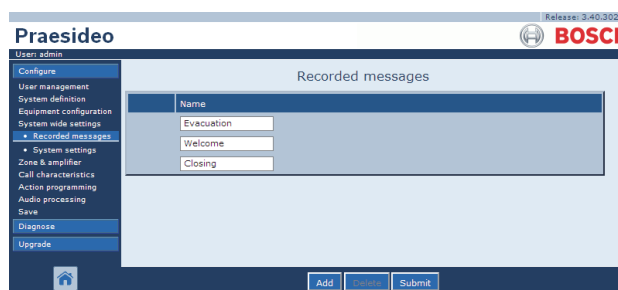 Release: 3.40.302
Praesideo
BOSCH
User: admin
Configure
User management
System definition
Equipment configuration
System wide settings
• Recorded messages
• System settings
Zone & amplifier
Call characteristics
Action programming
Audio processing
Save
Diagnose
Upgrade
Recorded messages
Name
Evacuation
Welcome
Closing
Add
Delete
Submit